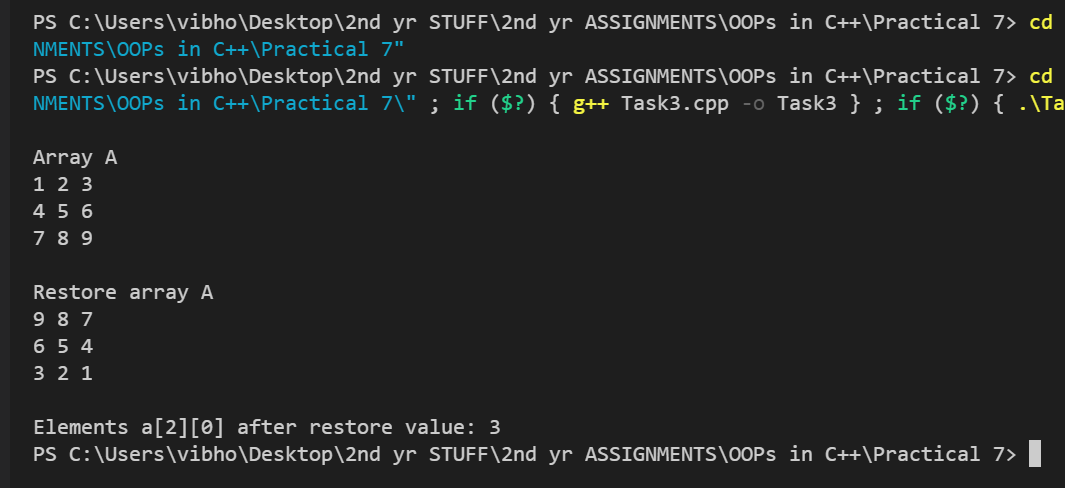 PS C:\Users\vibho\Desktop\2nd yr STUFF\2nd yr ASSIGNMENTS\OOPs in C++\Practical 7> cd
NMENTS\OOPs in C++\Practical 7"
PS C:\Users\vibho\Desktop\2nd yr STUFF\2nd yr ASSIGNMENTS\OOPs in C++\Practical 7> cd
NMENTS\OOPs in C++\Practical 7\" ; if ($?) { g++ Task3.cpp -o Task3 } ; if ($?) { .\Ta
Array A
1 2 3
4 5 6
7 8 9
Restore array A
9 8 7
6 5 4
3 2 1
Elements a[2][0] after restore value: 3
PS C:\Users\vibho\Desktop\2nd yr STUFF\2nd yr ASSIGNMENTS\OOPs in C++\Practical 7>